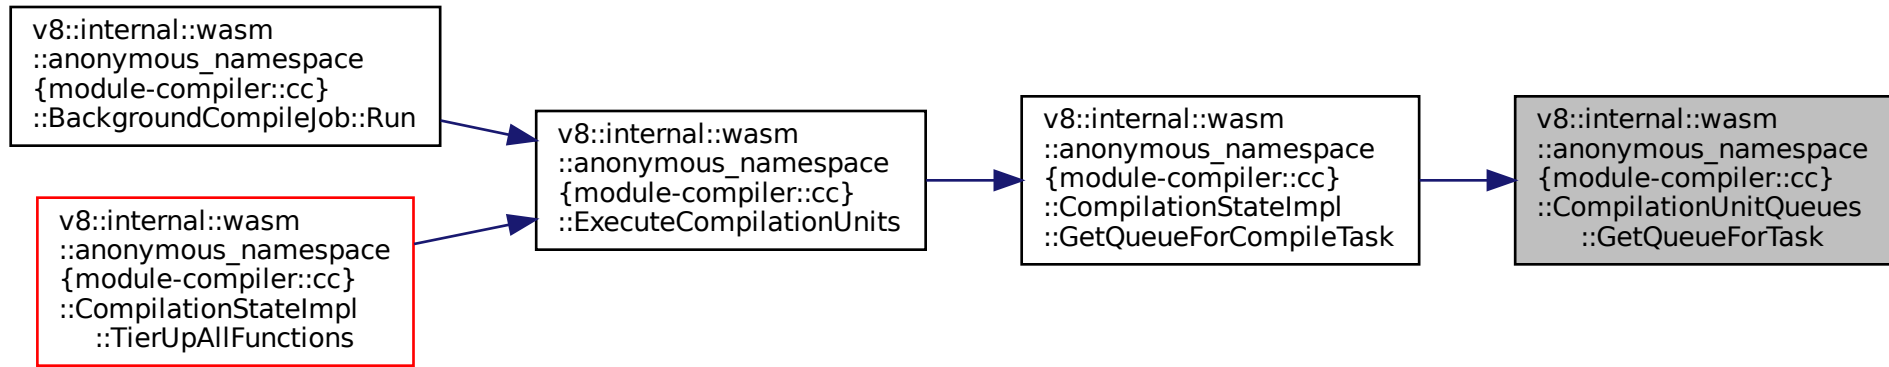 v8::internal::wasm
::anonymous_namespace
{module-compiler::cc}
::BackgroundCompileJob::Run
v8::internal::wasm
::anonymous_namespace
{module-compiler::cc}
::CompilationStateImpl
::TierUpAllFunctions
v8::internal::wasm
::anonymous_namespace
{module-compiler::cc}
::ExecuteCompilationUnits
v8::internal::wasm
::anonymous_namespace
{module-compiler::cc}
::CompilationStateImpl
::GetQueueForCompileTask
v8::internal::wasm
::anonymous_namespace
{module-compiler::cc}
::CompilationUnitQueues
::GetQueueForTask